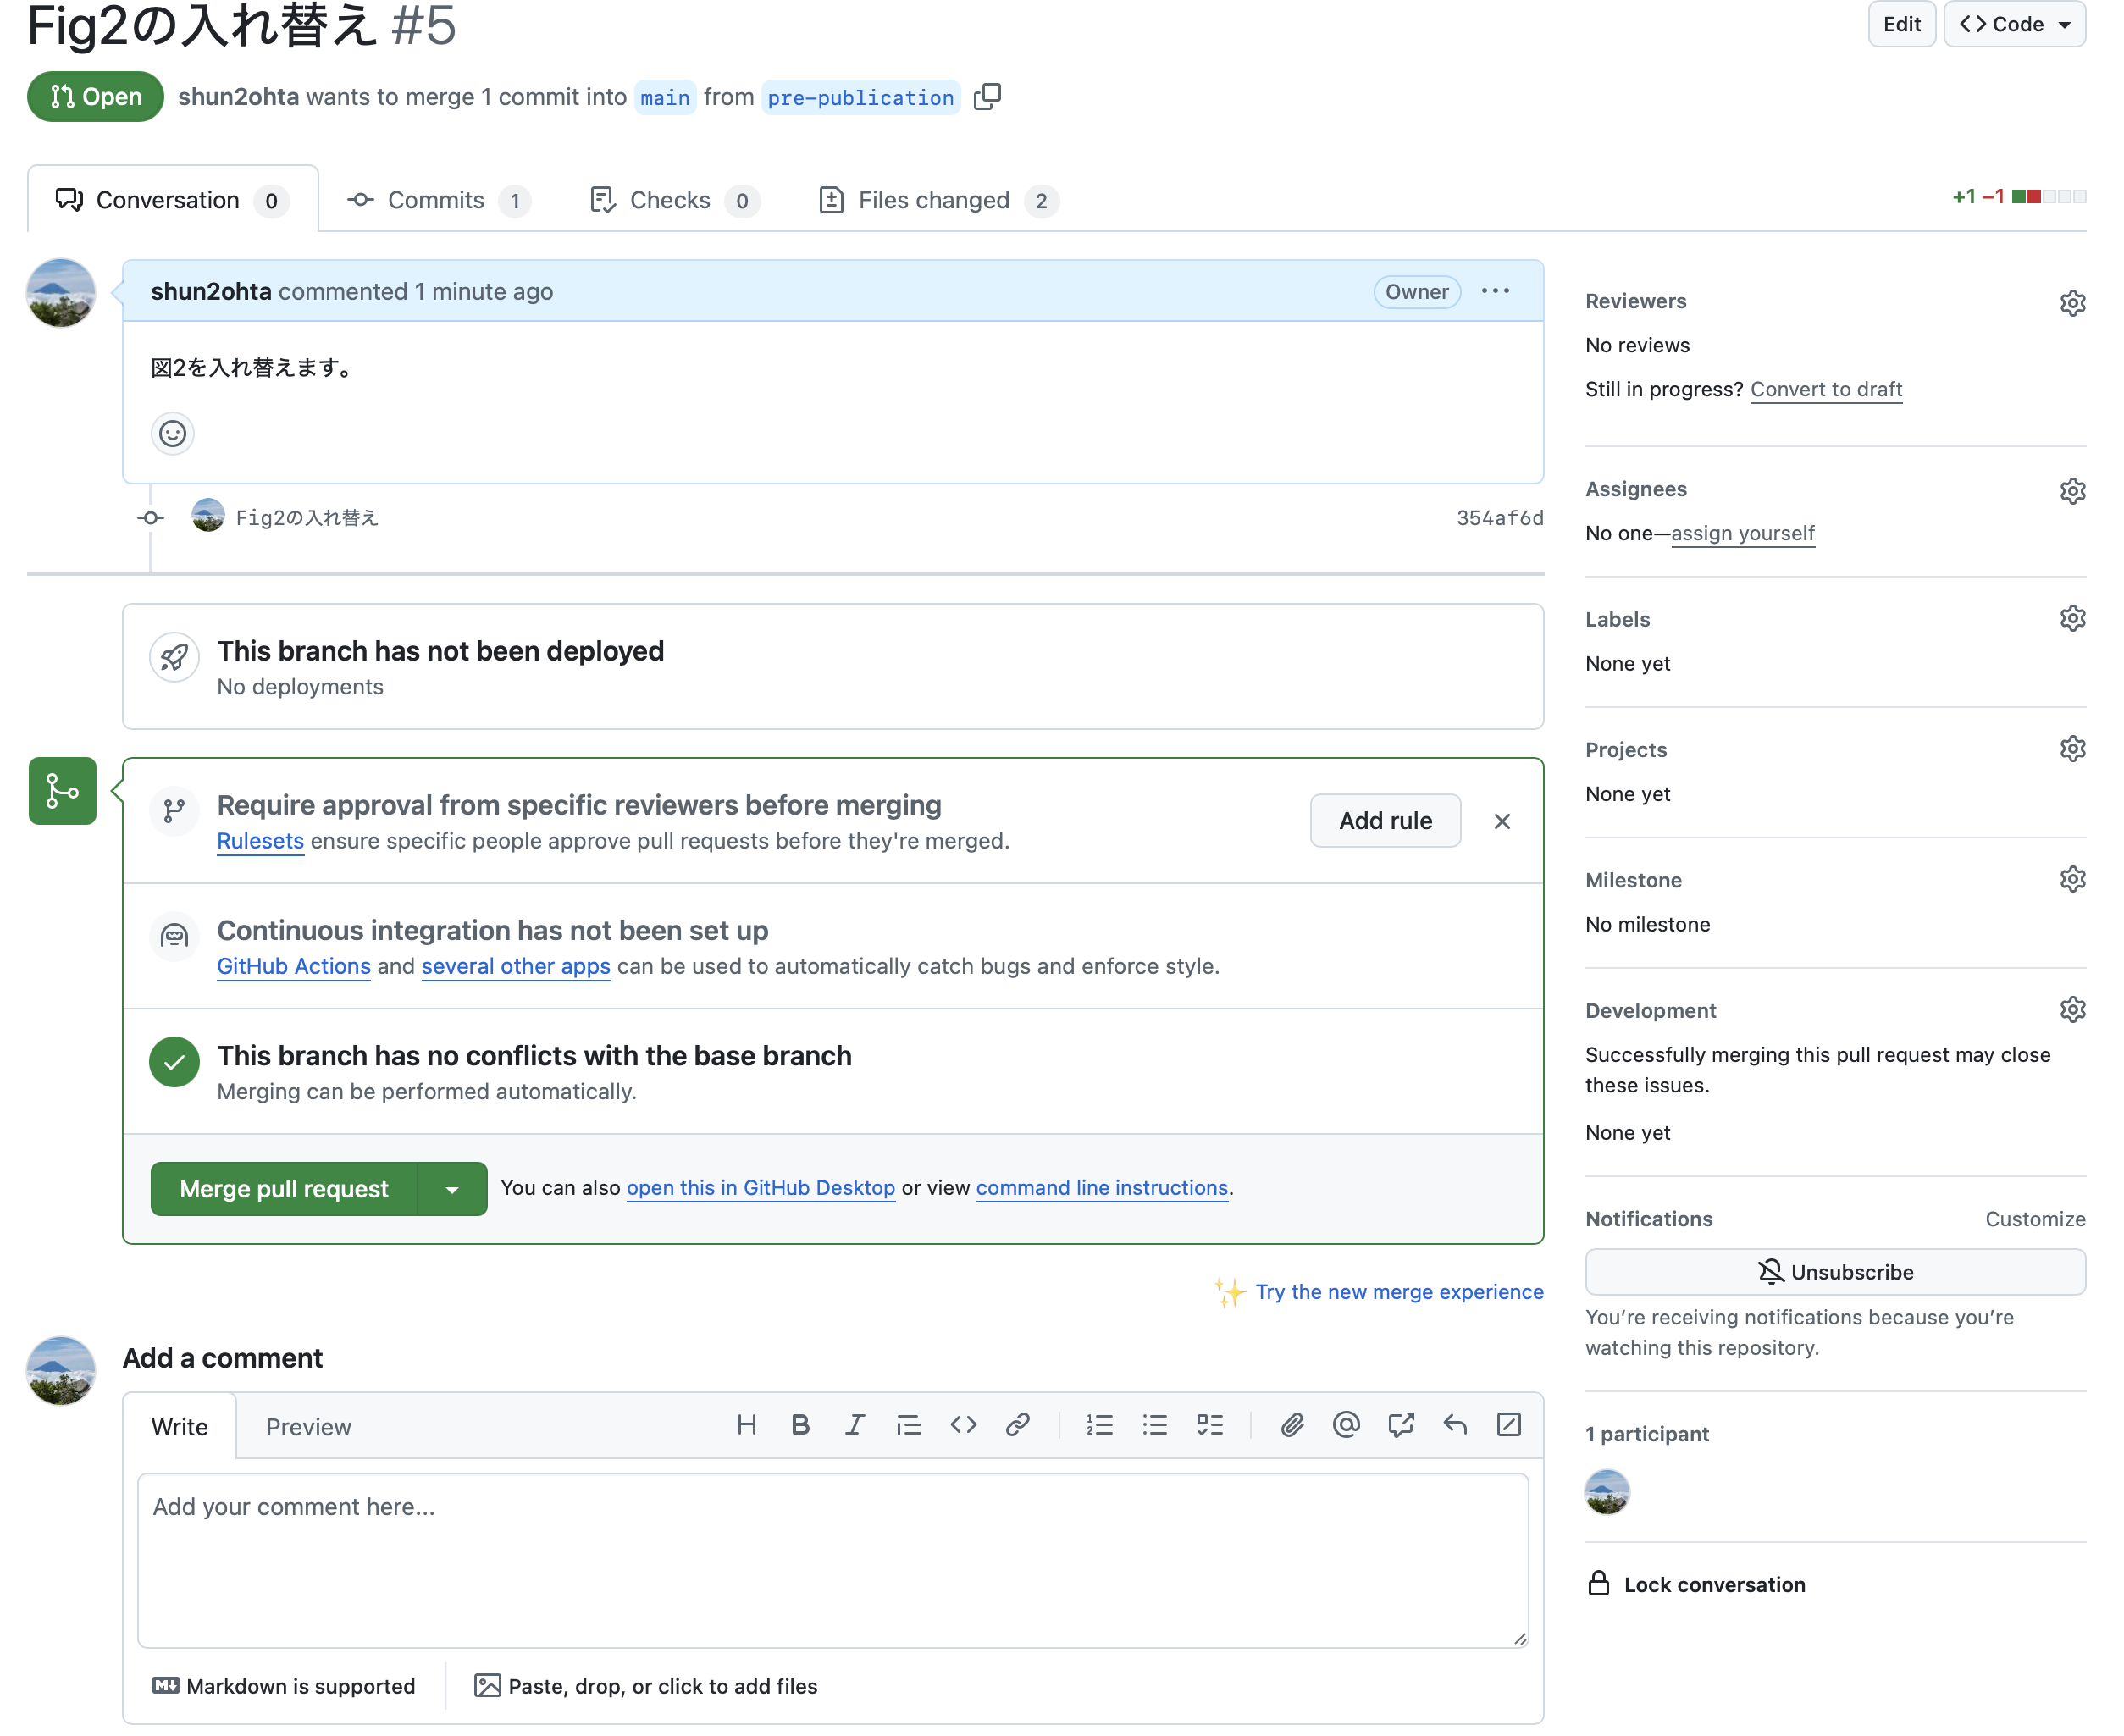 Fig2の入れ替え #5
Edit
Code
Open
shun2ohta wants to merge 1 commit into main from pre-publication
Conversation 0
Commits 1
Checks 0
Files changed 2
+1 −1
shun2ohta commented 1 minute ago
Owner
図2を入れ替えます。
Fig2の入れ替え
354af6d
This branch has not been deployed
No deployments
Require approval from specific reviewers before merging
Rulesets ensure specific people approve pull requests before they're merged.
Add rule
Continuous integration has not been set up
GitHub Actions and several other apps can be used to automatically catch bugs and enforce style.
This branch has no conflicts with the base branch
Merging can be performed automatically.
Merge pull request
You can also open this in GitHub Desktop or view command line instructions.
Try the new merge experience
Add a comment
Write
Preview
Add your comment here...
Markdown is supported
Paste, drop, or click to add files
Reviewers
No reviews
Still in progress? Convert to draft
Assignees
No one—assign yourself
Labels
None yet
Projects
None yet
Milestone
No milestone
Development
Successfully merging this pull request may close
these issues.
None yet
Notifications
Customize
Unsubscribe
You’re receiving notifications because you’re
watching this repository.
1 participant
Lock conversation